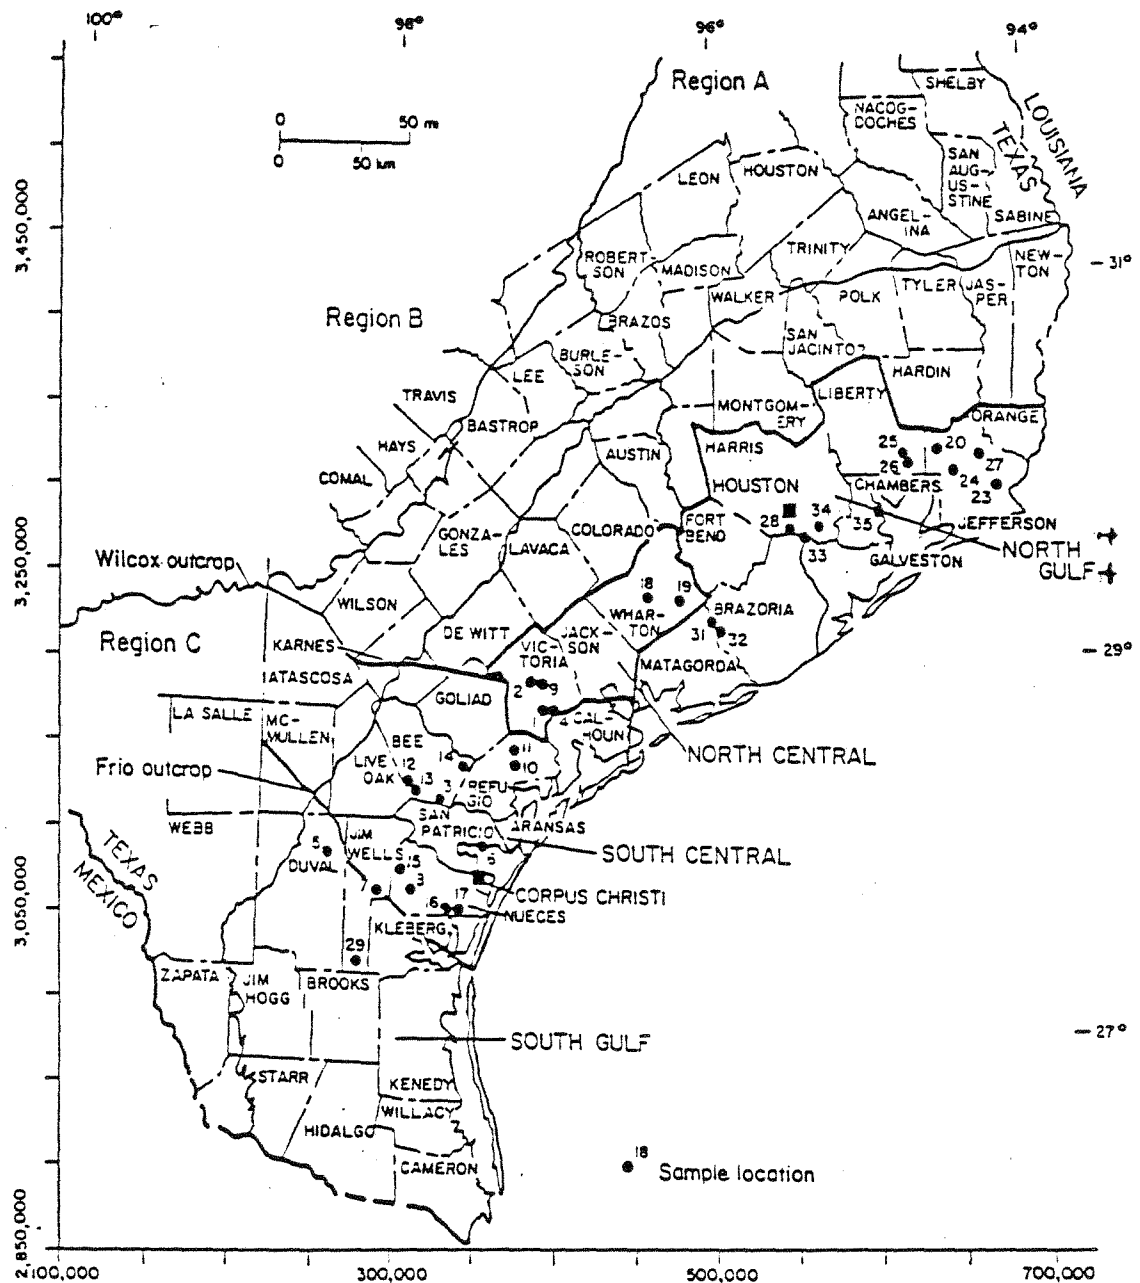 100°
98°
96°
94°
Region A
SHELBY
NACOG-
DOCHES
LOUISIANA
TEXAS
0
50 mi
0
50 km
SAN
AUG-
US-
STINE
LEON
HOUSTON
ANGEL-
INA
SABINE
3,450,000
31°
ROBERT-
SON
MADISON
TRINITY
NEW-
TON
WALKER
POLK
TYLER
JAS-
PER
Region B
BRAZOS
SAN
JACINTO
BURLE-
SON
LEE
HARDIN
TRAVIS
LIBERTY
BASTROP
MONTGOM-
ERY
ORANGE
HAYS
AUSTIN
HARRIS
25
20
26
27
COMAL
CHAMBERS
24
23
HOUSTON
34
35
GONZA-
LES
LAVACA
COLORADO
FORT
BEND
28
33
JEFFERSON
NORTH
GULF
GALVESTON
3,250,000
Wilcox outcrop
18
19
WILSON
WHAR-
TON
BRAZORIA
31
32
Region C
KARNES
DE WITT
JACK-
SON
VIC-
TORIA
MATAGORDA
29°
ATASCOSA
GOLIAD
2
9
4
LA SALLE
MC-
MULLEN
CAL-
HOUN
BEE
11
NORTH CENTRAL
Frio outcrop
LIVE
OAK
12
13
14
10
3
REFU-
GIO
SAN
PATRICIO
ARANSAS
WEBB
JIM
WELLS
5
DUVAL
6
SOUTH CENTRAL
TEXAS
MEXICO
15
3
7
CORPUS CHRISTI
16
17
NUECES
3,050,000
KLEBERG
29
ZAPATA
JIM
HOGG
BROOKS
27°
SOUTH GULF
STARR
KENEDY
WILLACY
HIDALGO
CAMERON
18
Sample location
2,850,000
100,000
300,000
500,000
700,000